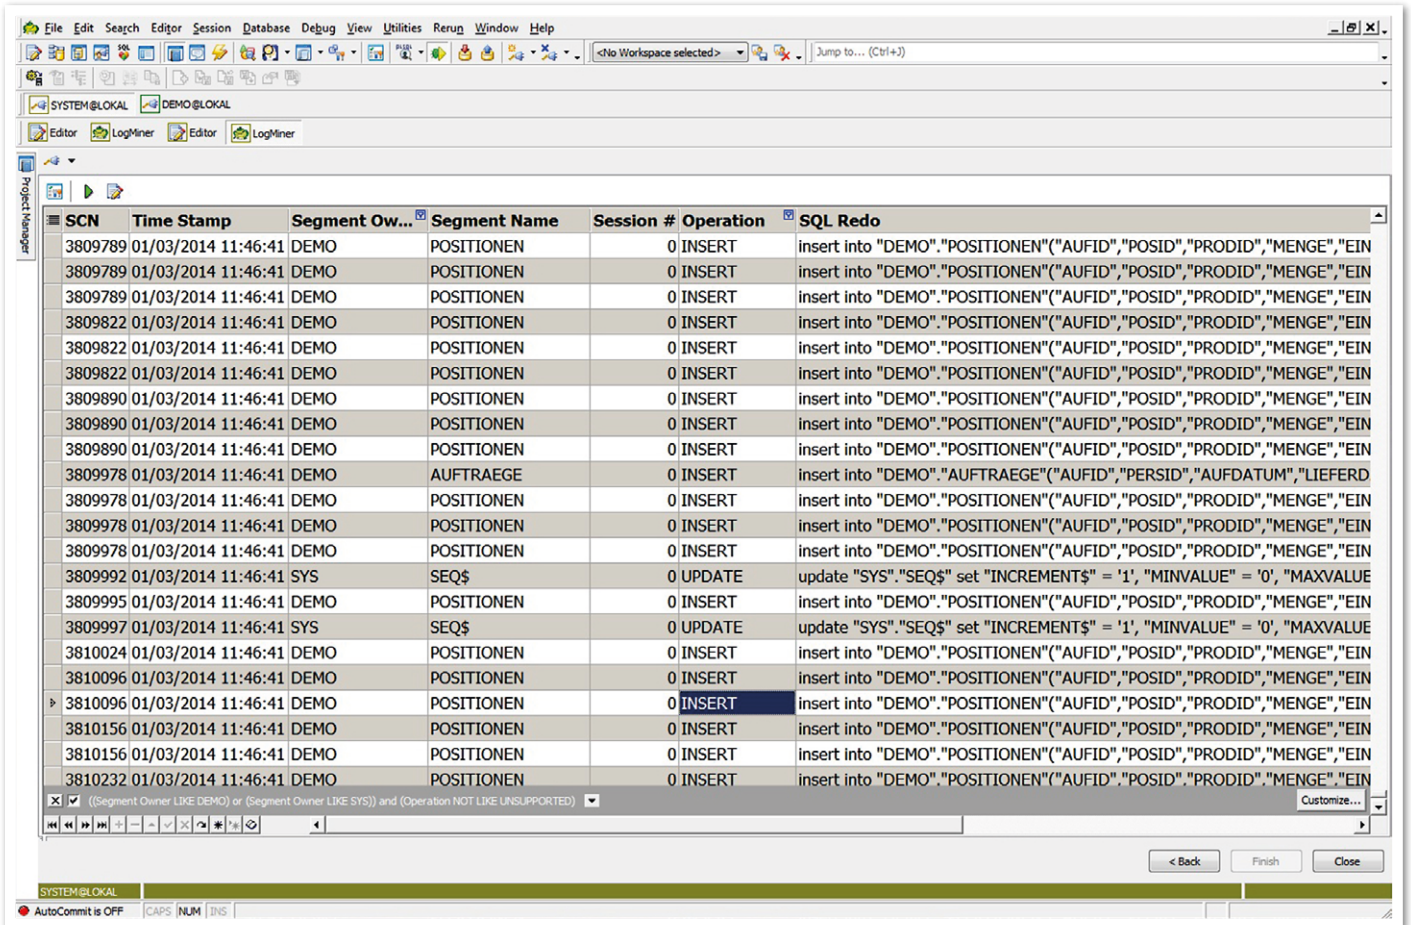 File Edit Search Editor Session Database Debug View Utilities Rerun Window Help
<No Workspace selected> Jump to... (Ctrl+J)
SYSTEM@LOKAL DEMO@LOKAL
Editor LogMiner Editor LogMiner
Project Manager
SCN Time Stamp Segment Ow... Segment Name Session # Operation SQL Redo
3809789 01/03/2014 11:46:41 DEMO POSITIONEN 0 INSERT insert into "DEMO"."POSITIONEN"("AUFID","POSID","PRODID","MENGE","EIN
3809789 01/03/2014 11:46:41 DEMO POSITIONEN 0 INSERT insert into "DEMO"."POSITIONEN"("AUFID","POSID","PRODID","MENGE","EIN
3809789 01/03/2014 11:46:41 DEMO POSITIONEN 0 INSERT insert into "DEMO"."POSITIONEN"("AUFID","POSID","PRODID","MENGE","EIN
3809822 01/03/2014 11:46:41 DEMO POSITIONEN 0 INSERT insert into "DEMO"."POSITIONEN"("AUFID","POSID","PRODID","MENGE","EIN
3809822 01/03/2014 11:46:41 DEMO POSITIONEN 0 INSERT insert into "DEMO"."POSITIONEN"("AUFID","POSID","PRODID","MENGE","EIN
3809822 01/03/2014 11:46:41 DEMO POSITIONEN 0 INSERT insert into "DEMO"."POSITIONEN"("AUFID","POSID","PRODID","MENGE","EIN
3809890 01/03/2014 11:46:41 DEMO POSITIONEN 0 INSERT insert into "DEMO"."POSITIONEN"("AUFID","POSID","PRODID","MENGE","EIN
3809890 01/03/2014 11:46:41 DEMO POSITIONEN 0 INSERT insert into "DEMO"."POSITIONEN"("AUFID","POSID","PRODID","MENGE","EIN
3809890 01/03/2014 11:46:41 DEMO POSITIONEN 0 INSERT insert into "DEMO"."POSITIONEN"("AUFID","POSID","PRODID","MENGE","EIN
3809978 01/03/2014 11:46:41 DEMO AUFTRAEGE 0 INSERT insert into "DEMO"."AUFTRAEGE"("AUFID","PERSID","AUFDATUM","LIEFERD
3809978 01/03/2014 11:46:41 DEMO POSITIONEN 0 INSERT insert into "DEMO"."POSITIONEN"("AUFID","POSID","PRODID","MENGE","EIN
3809978 01/03/2014 11:46:41 DEMO POSITIONEN 0 INSERT insert into "DEMO"."POSITIONEN"("AUFID","POSID","PRODID","MENGE","EIN
3809978 01/03/2014 11:46:41 DEMO POSITIONEN 0 INSERT insert into "DEMO"."POSITIONEN"("AUFID","POSID","PRODID","MENGE","EIN
3809992 01/03/2014 11:46:41 SYS SEQ$ 0 UPDATE update "SYS"."SEQ$" set "INCREMENT$" = '1', "MINVALUE" = '0', "MAXVALUE
3809995 01/03/2014 11:46:41 DEMO POSITIONEN 0 INSERT insert into "DEMO"."POSITIONEN"("AUFID","POSID","PRODID","MENGE","EIN
3809997 01/03/2014 11:46:41 SYS SEQ$ 0 UPDATE update "SYS"."SEQ$" set "INCREMENT$" = '1', "MINVALUE" = '0', "MAXVALUE
3810024 01/03/2014 11:46:41 DEMO POSITIONEN 0 INSERT insert into "DEMO"."POSITIONEN"("AUFID","POSID","PRODID","MENGE","EIN
3810096 01/03/2014 11:46:41 DEMO POSITIONEN 0 INSERT insert into "DEMO"."POSITIONEN"("AUFID","POSID","PRODID","MENGE","EIN
3810096 01/03/2014 11:46:41 DEMO POSITIONEN 0 INSERT insert into "DEMO"."POSITIONEN"("AUFID","POSID","PRODID","MENGE","EIN
3810156 01/03/2014 11:46:41 DEMO POSITIONEN 0 INSERT insert into "DEMO"."POSITIONEN"("AUFID","POSID","PRODID","MENGE","EIN
3810156 01/03/2014 11:46:41 DEMO POSITIONEN 0 INSERT insert into "DEMO"."POSITIONEN"("AUFID","POSID","PRODID","MENGE","EIN
3810232 01/03/2014 11:46:41 DEMO POSITIONEN 0 INSERT insert into "DEMO"."POSITIONEN"("AUFID","POSID","PRODID","MENGE","EIN
((Segment Owner LIKE DEMO) or (Segment Owner LIKE SYS)) and (Operation NOT LIKE UNSUPPORTED) Customize...
< Back Finish Close
SYSTEM@LOKAL
AutoCommit is OFF CAPS NUM INS